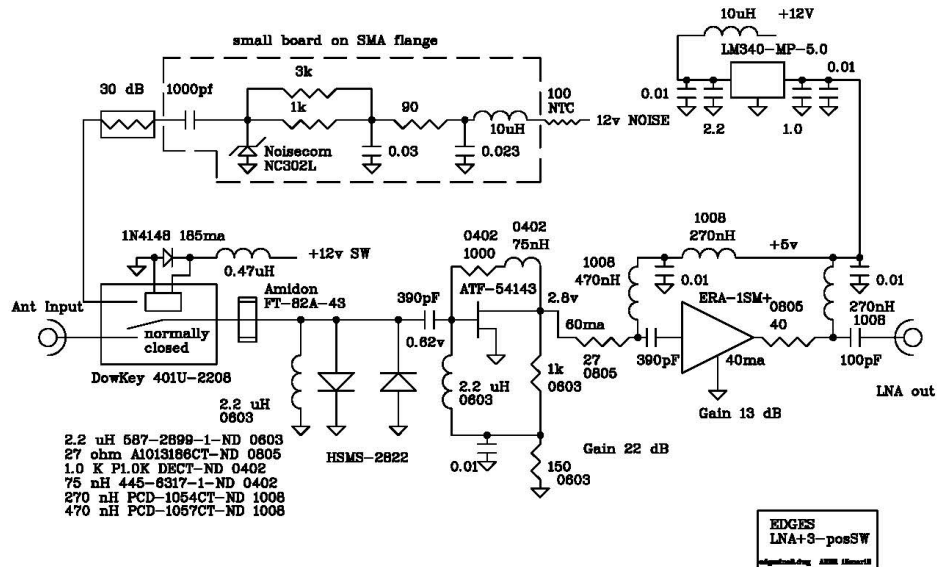 10uH +12V
small board on SMA flange
LM340-MP-5.0
3k
0.01
30 dB
1000pf
1k
90
100
NTC
0.01
10uH
12v NOISE
2.2
1.0
Noisecom
NC302L
0.03
0.023
1N4148 185ma
+12v SW
0.47uH
0402
1000
0402
75nH
1008
270nH
+5v
1008
470nH
0.01
0.01
Ant Input
Amidon
FT-82A-43
390pF
0.62v
ATF-54143
2.8v
ERA-1SM+
0805
40
270nH
1008
normally
closed
60ma
27
0805
390pF
40ma
100pF
DowKey 401U-2208
2.2 uH
0603
2.2 uH
0603
1k
0603
Gain 13 dB
LNA out
HSMS-2822
0.01
150
0603
Gain 22 dB
2.2 uH 587-2899-1-ND 0603
27 ohm A1013186CT-ND 0805
1.0 K P1.0K DECT-ND 0402
75 nH 445-6317-1-ND 0402
270 nH PCD-1054CT-ND 1008
470 nH PCD-1057CT-ND 1008
EDGES
LNA+3-posSW